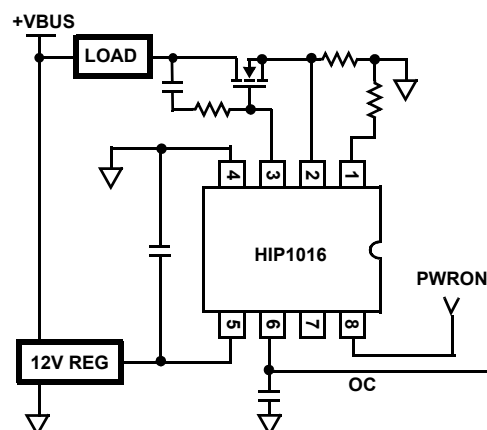 +VBUS
LOAD
4 3 2 1
HIP1016
PWRON
5 6 7 8
12V REG
OC